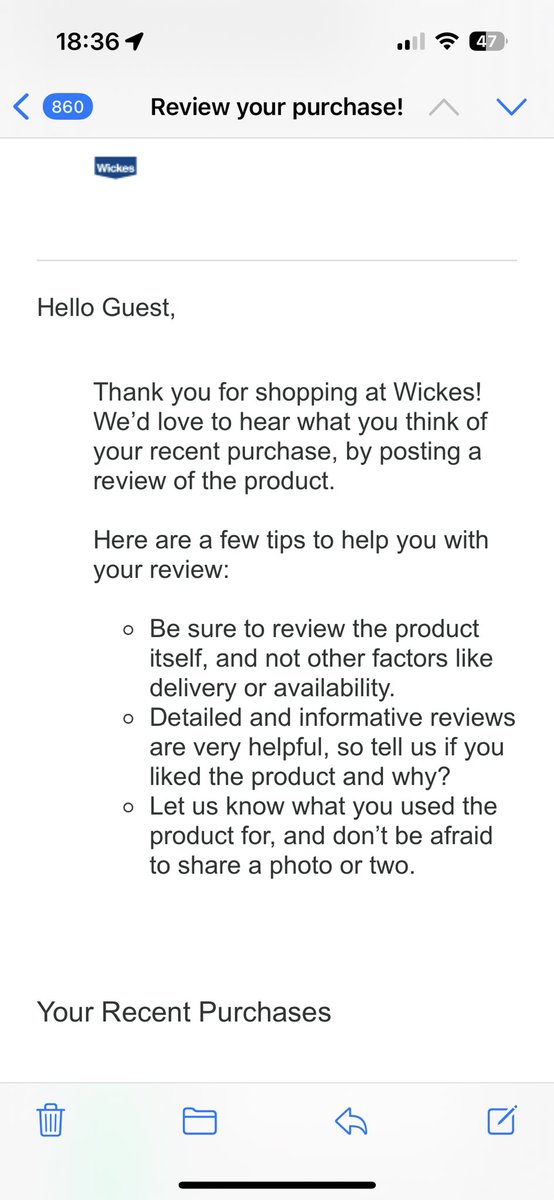 18:36
47
860
Review your purchase!
Wickes
Hello Guest,
Thank you for shopping at Wickes!
We’d love to hear what you think of
your recent purchase, by posting a
review of the product.
Here are a few tips to help you with
your review:
Be sure to review the product
itself, and not other factors like
delivery or availability.
Detailed and informative reviews
are very helpful, so tell us if you
liked the product and why?
Let us know what you used the
product for, and don’t be afraid
to share a photo or two.
Your Recent Purchases